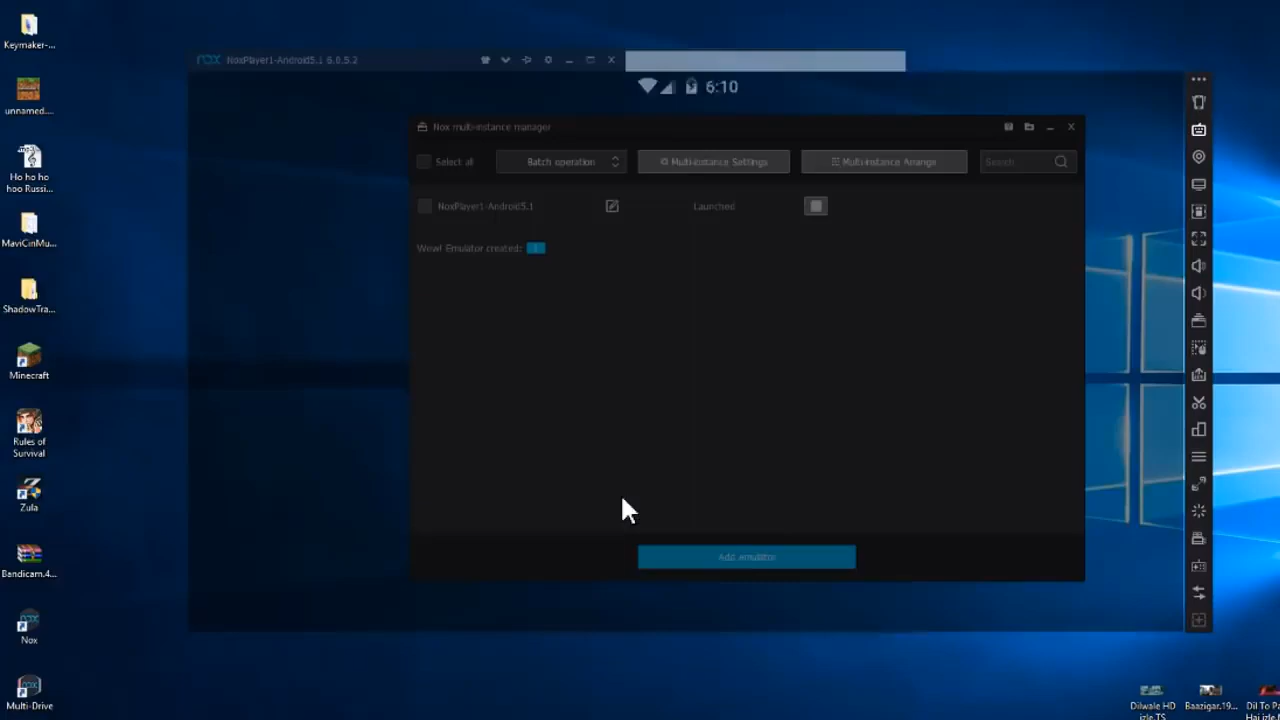 Keymaker-...
unnamed....
Ho ho ho
hoo Russi...
MaviCinMu...
ShadowTra...
Minecraft
Rules of
Survival
Zula
Bandicam.4...
Nox
Multi-Drive
nox NoxPlayer1-Android5.1 6.0.5.2
6:10
Nox multi-instance manager
Select all
Batch operation
Multi-Instance Settings
Multi-Instance Arrange
Search
NoxPlayer1-Android5.1
Launched
Wow! Emulator created: 1
Add emulator
Dilwale HD
izle.TS
Baazigar.19...
Dil To Pa
Hai izle